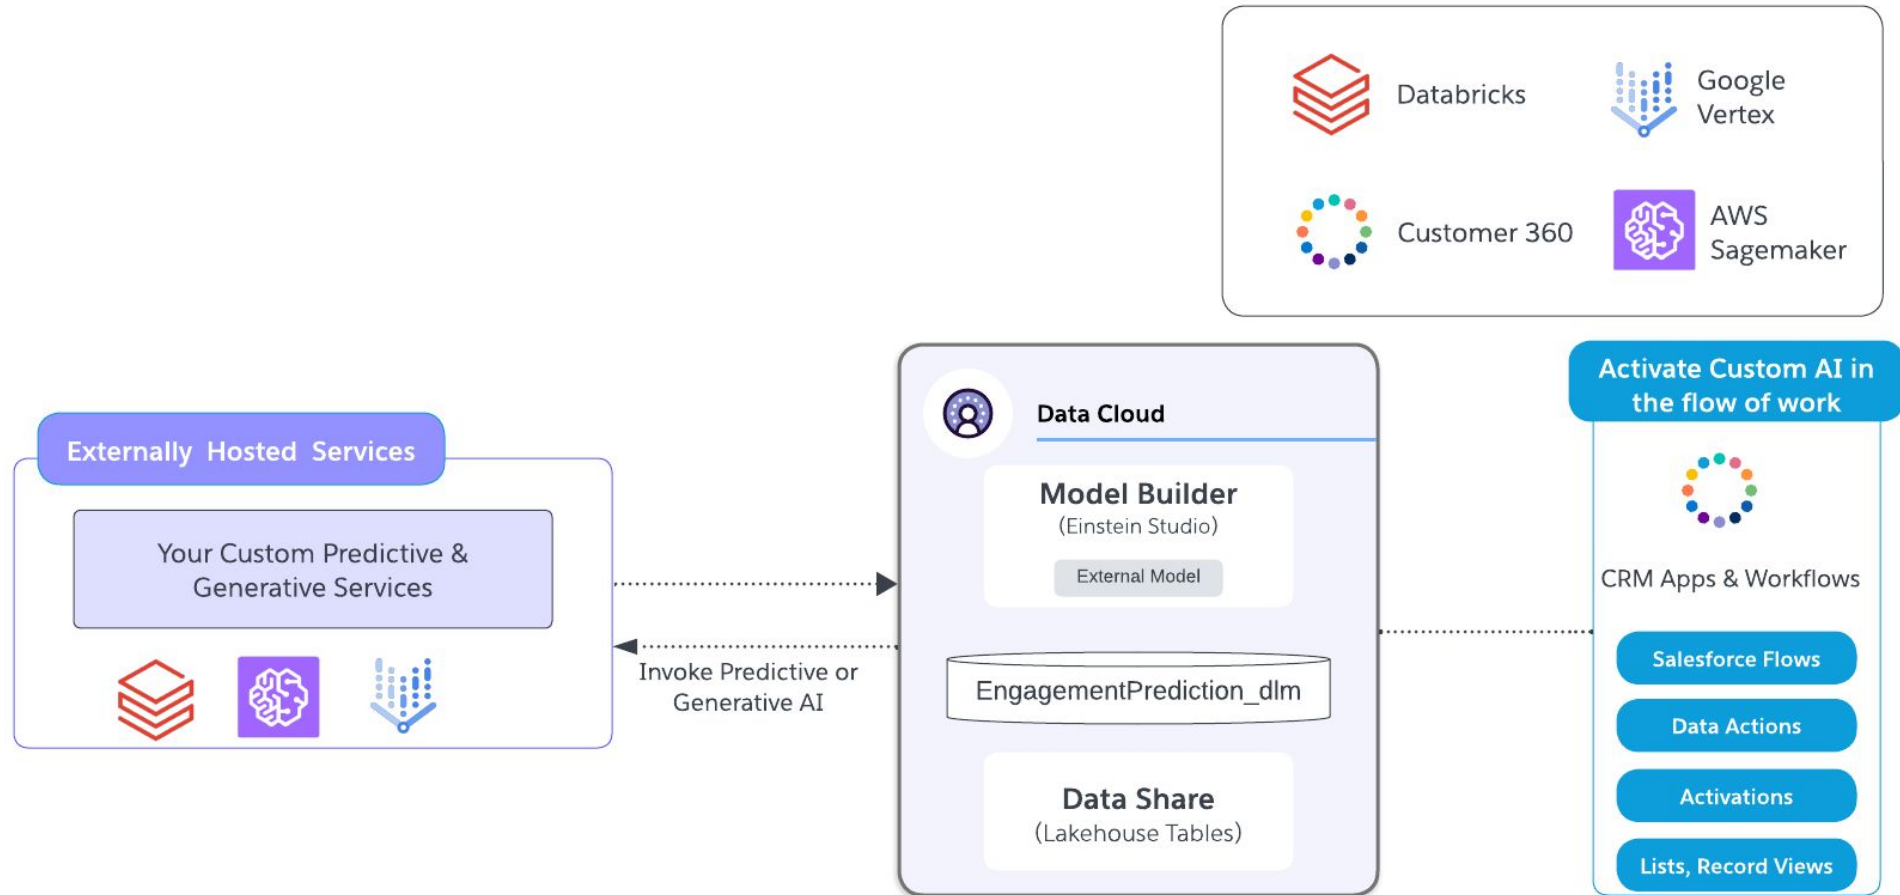 Databricks
Google
Vertex
Customer 360
AWS
Sagemaker
Externally Hosted Services
Your Custom Predictive &
Generative Services
Invoke Predictive or
Generative AI
Data Cloud
Model Builder
(Einstein Studio)
External Model
EngagementPrediction_dlm
Data Share
(Lakehouse Tables)
Activate Custom AI in
the flow of work
CRM Apps & Workflows
Salesforce Flows
Data Actions
Activations
Lists, Record Views